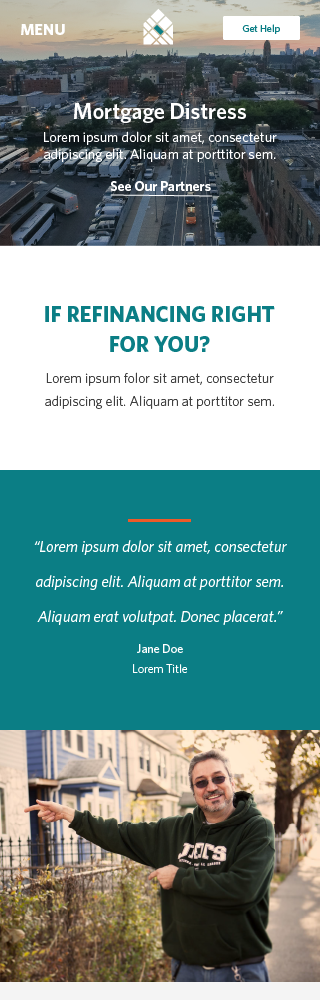 MENU
Get Help
Mortgage Distress
Lorem ipsum dolor sit amet, consectetur
adipiscing elit. Aliquam at porttitor sem.
See Our Partners
IF REFINANCING RIGHT
FOR YOU?
Lorem ipsum folor sit amet, consectetur
adipiscing elit. Aliquam at porttitor sem.
“Lorem ipsum dolor sit amet, consectetur
adipiscing elit. Aliquam at porttitor sem.
Aliquam erat volutpat. Donec placerat.”
Jane Doe
Lorem Title